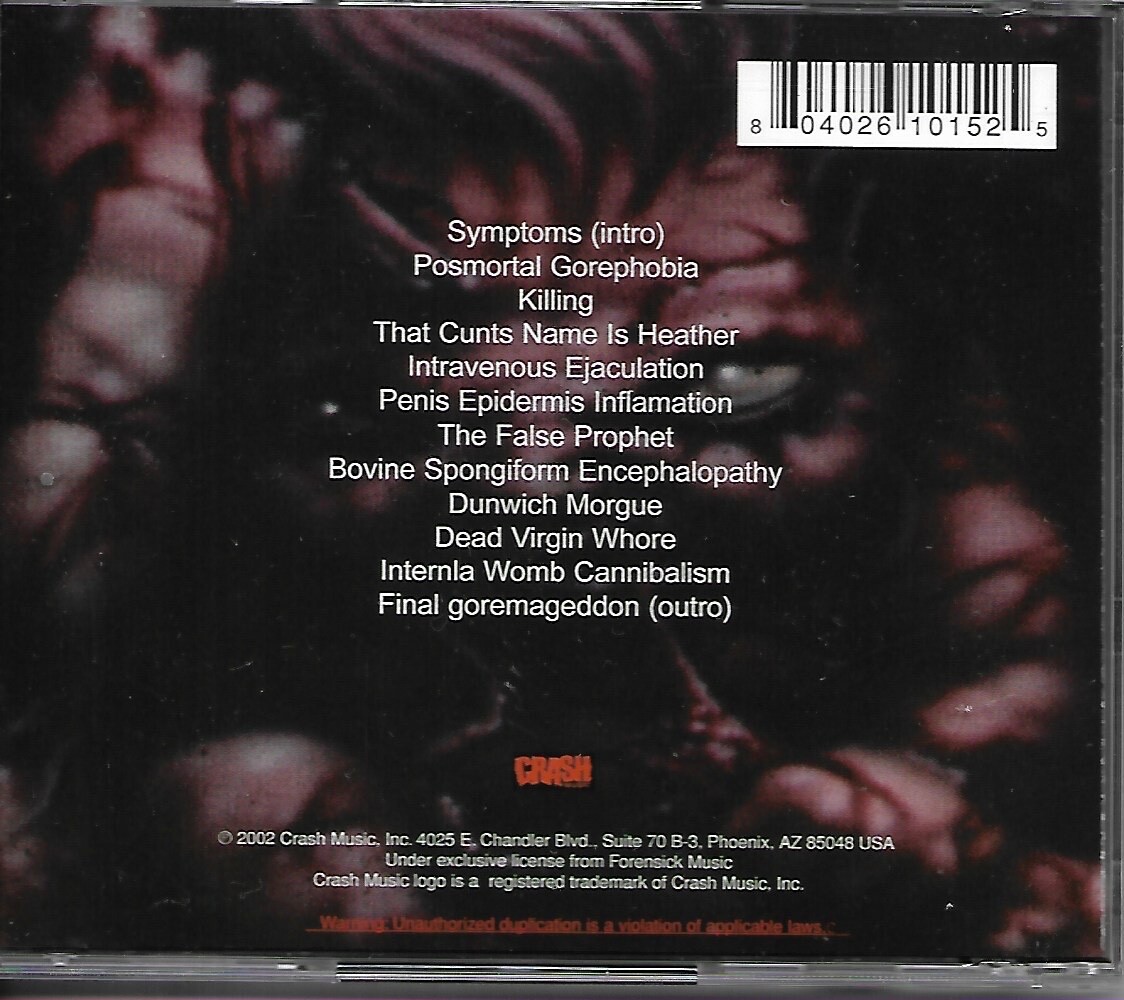 8 04026 10152 5
Symptoms (intro)
Posmortal Gorephobia
Killing
That Cunts Name Is Heather
Intravenous Ejaculation
Penis Epidermis Inflamation
The False Prophet
Bovine Spongiform Encephalopathy
Dunwich Morgue
Dead Virgin Whore
Internla Womb Cannibalism
Final goremageddon (outro)
CRASH
© 2002 Crash Music, Inc. 4025 E. Chandler Blvd., Suite 70 B-3, Phoenix, AZ 85048 USA
Under exclusive license from Forensick Music
Crash Music logo is a registered trademark of Crash Music, Inc.
Warning: Unauthorized duplication is a violation of applicable laws.